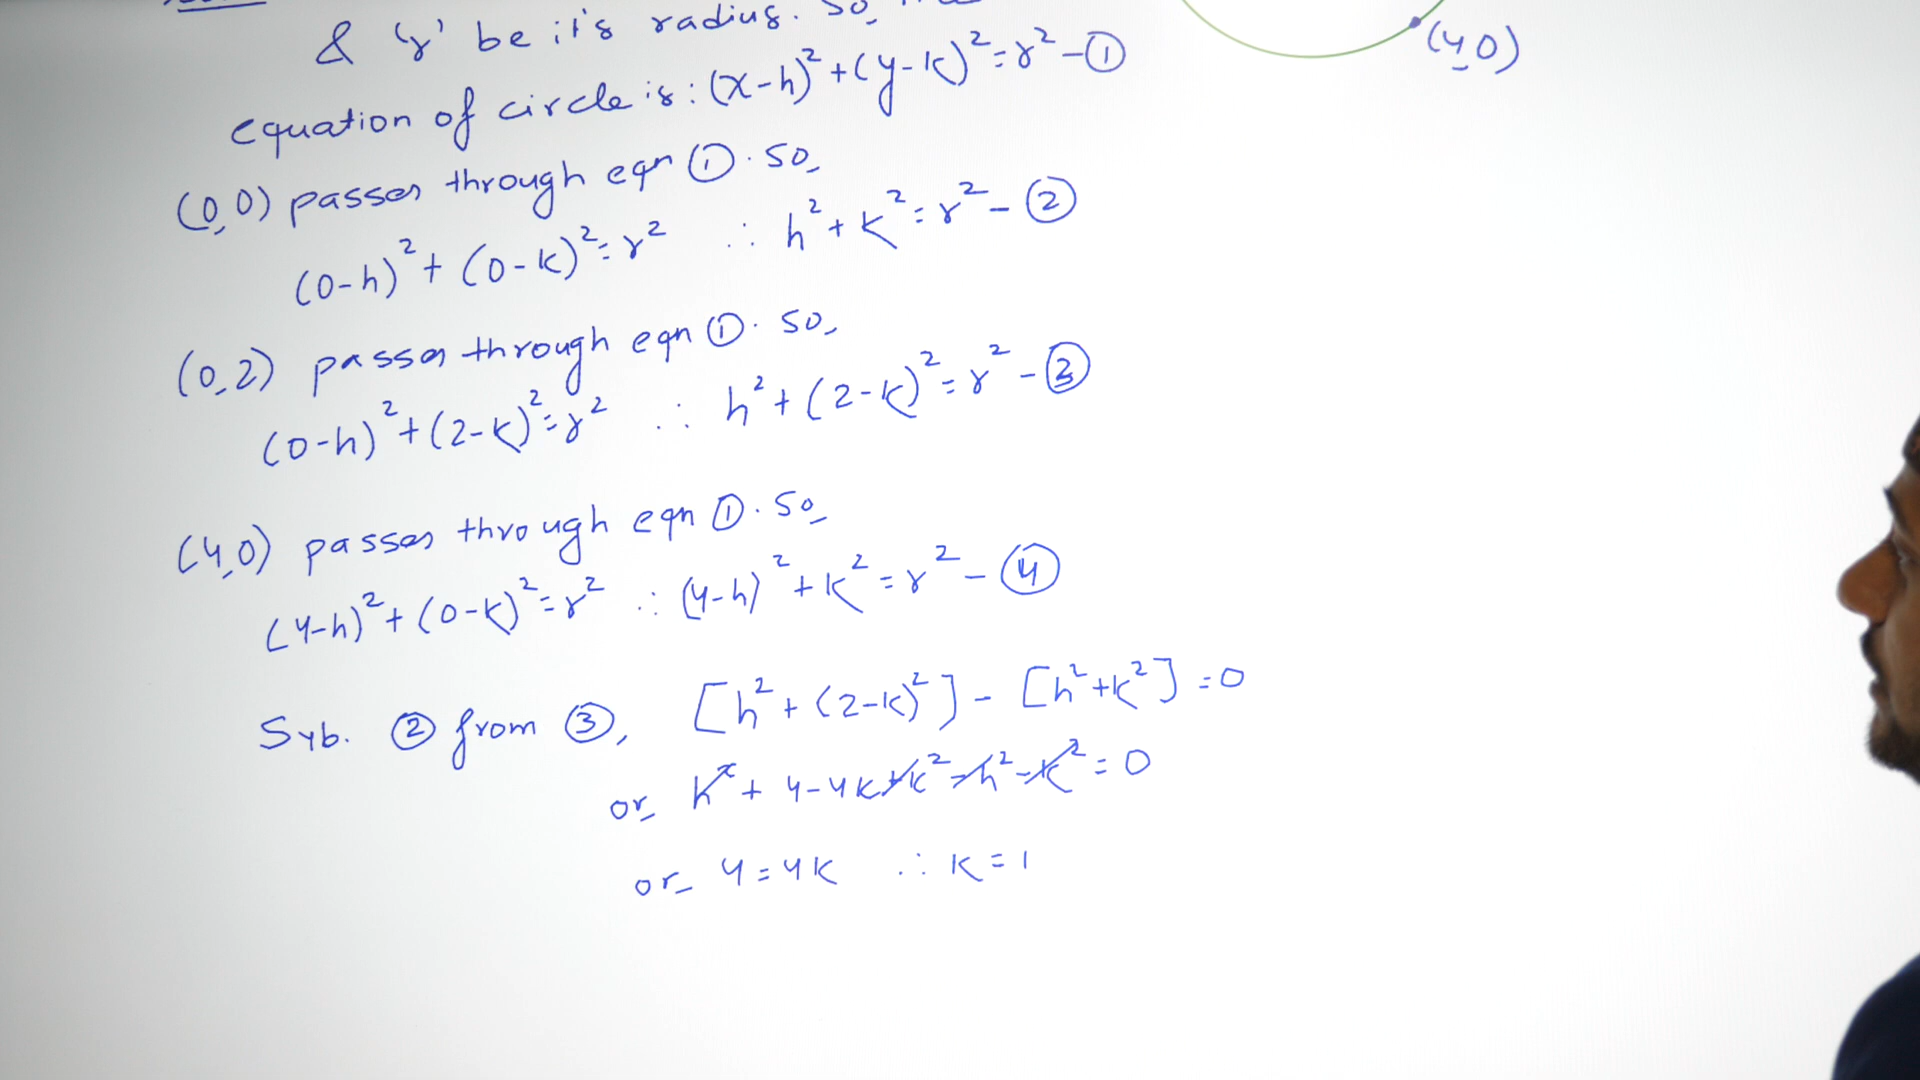 & 'r' be it's radius. So,
(4,0)
equation of circle is: (x-h)²+(y-k)²=r²-①
(0,0) passes through eqn ①. So,
(0-h)²+(0-k)²=r² ∴ h²+k²=r²-②
(0,2) passes through eqn ①. So,
(0-h)²+(2-k)²=r² ∴ h²+(2-k)²=r²-③
(4,0) passes through eqn ①. So,
(4-h)²+(0-k)²=r² ∴ (4-h)²+k²=r²-④
Sub. ② from ③, [h²+(2-k)²]-[h²+k²]=0
or, h²+4-4k+k²-h²-k²=0
or, 4=4k ∴ k=1